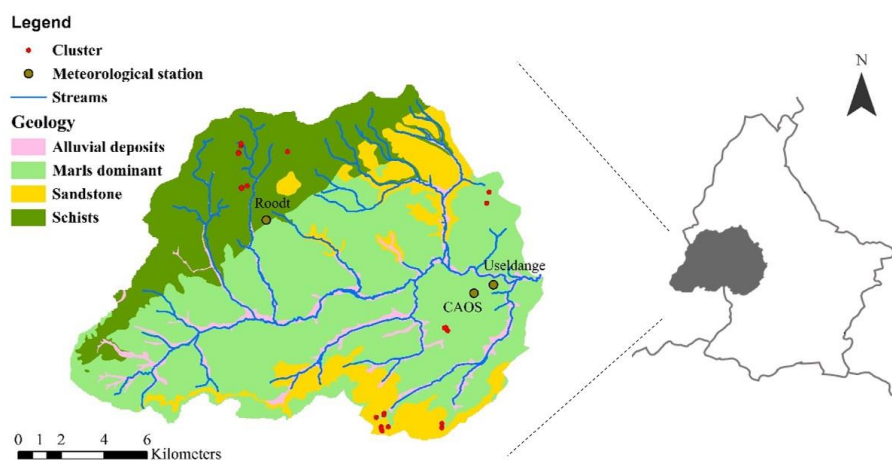 Legend
Cluster
Meteorological station
Streams
Geology
Alluvial deposits
Marls dominant
Sandstone
Schists
Roodt
Useldange
CAOS
0 1 2 4 6
Kilometers
N